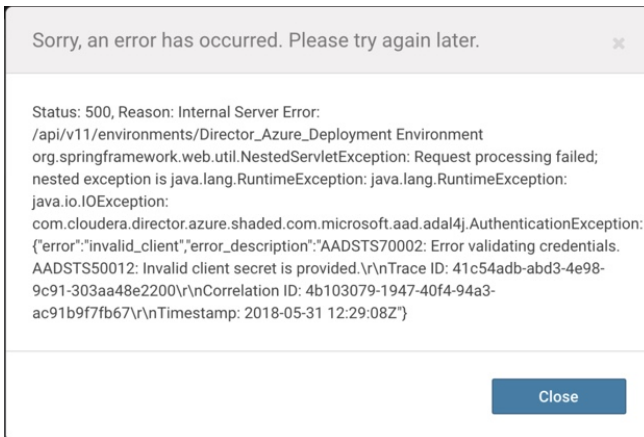 Sorry, an error has occurred. Please try again later.
×
Status: 500, Reason: Internal Server Error:
/api/v11/environments/Director_Azure_Deployment Environment
org.springframework.web.util.NestedServletException: Request processing failed;
nested exception is java.lang.RuntimeException: java.lang.RuntimeException:
java.io.IOException:
com.cloudera.director.azure.shaded.com.microsoft.aad.adal4j.AuthenticationException:
{"error":"invalid_client","error_description":"AADSTS70002: Error validating credentials.
AADSTS50012: Invalid client secret is provided.\r\nTrace ID: 41c54adb-abd3-4e98-
9c91-303aa48e2200\r\nCorrelation ID: 4b103079-1947-40f4-94a3-
ac91b9f7fb67\r\nTimestamp: 2018-05-31 12:29:08Z"}
Close